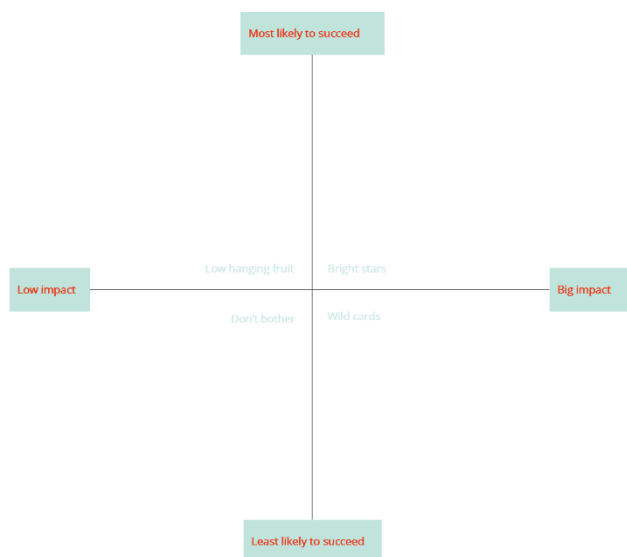 Most likely to succeed
Low hanging fruit
Bright stars
Low impact
Big impact
Don't bother
Wild cards
Least likely to succeed